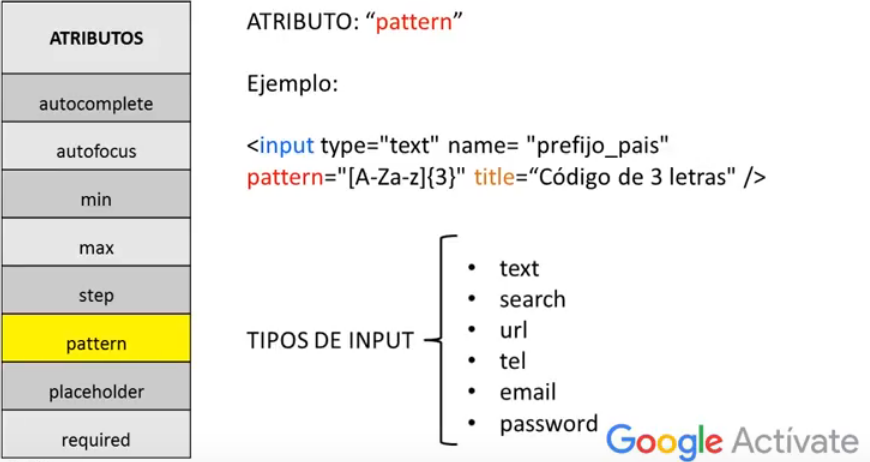 ATRIBUTOS
autocomplete
autofocus
min
max
step
pattern
placeholder
required
ATRIBUTO: “pattern”
Ejemplo:
<input type="text" name= "prefijo_pais"
pattern="[A-Za-z]{3}" title=“Código de 3 letras" />
TIPOS DE INPUT
• text
• search
• url
• tel
• email
• password
Google Actívate